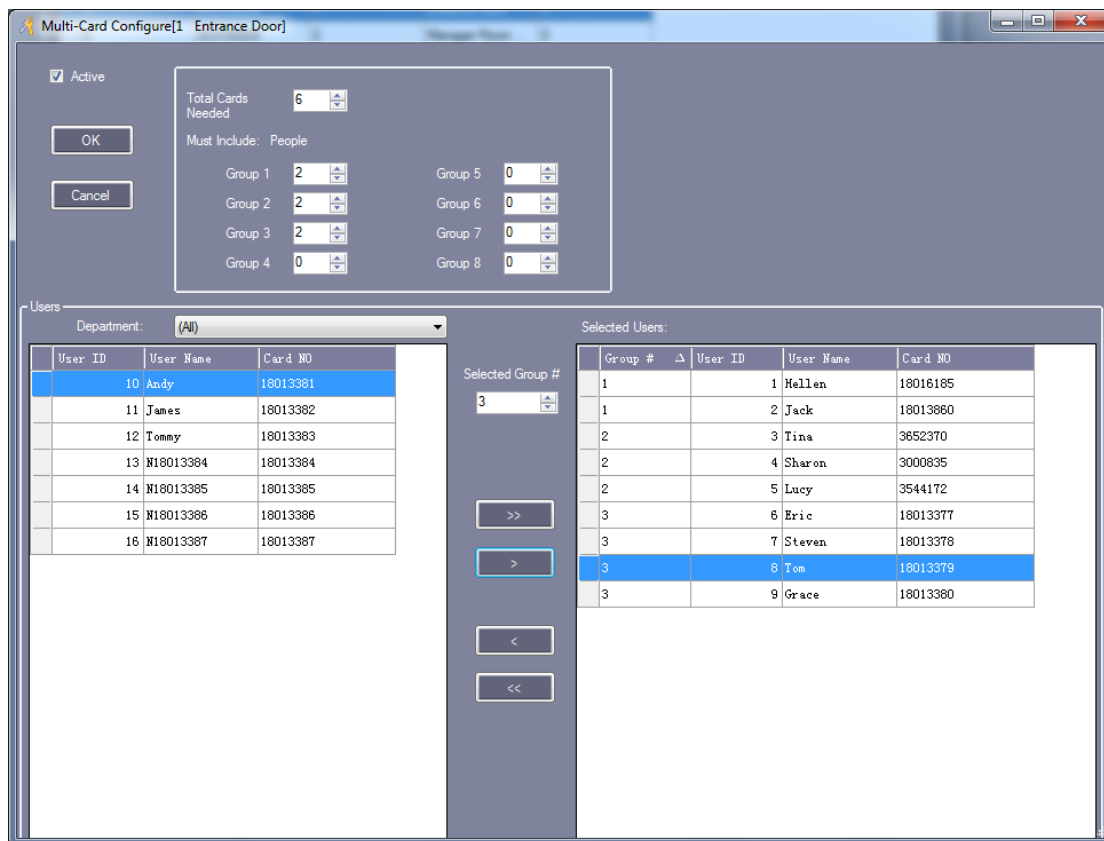 Multi-Card Configure[1 Entrance Door]
Active
Total Cards Needed 6
OK
Must Include: People
Group 1 2 Group 5 0
Cancel
Group 2 2 Group 6 0
Group 3 2 Group 7 0
Group 4 0 Group 8 0
Users
Department: (All)
Selected Users:
User ID User Name Card NO
10 Andy 18013381
11 James 18013382
12 Tommy 18013383
13 N18013384 18013384
14 N18013385 18013385
15 N18013386 18013386
16 N18013387 18013387
Selected Group #
3
>>
>
<
<<
Group # User ID User Name Card NO
1 1 Hellen 18016185
1 2 Jack 18013860
2 3 Tina 3652370
2 4 Sharon 3000835
2 5 Lucy 3544172
3 6 Eric 18013377
3 7 Steven 18013378
3 8 Tom 18013379
3 9 Grace 18013380